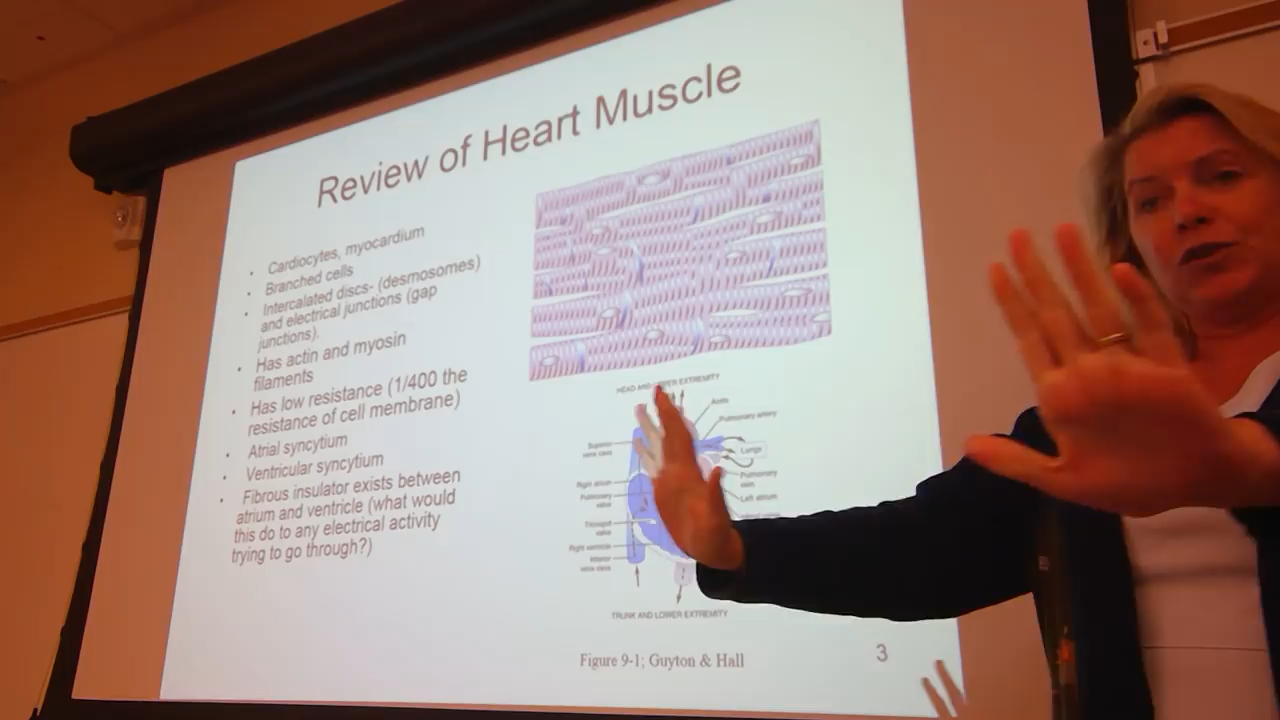 Review of Heart Muscle
• Cardiocytes, myocardium
• Branched cells
• Intercalated discs- (desmosomes)
and electrical junctions (gap
junctions).
• Has actin and myosin
filaments
• Has low resistance (1/400 the
resistance of cell membrane)
• Atrial syncytium
• Ventricular syncytium
• Fibrous insulator exists between
atrium and ventricle (what would
this do to any electrical activity
trying to go through?)
HEAD AND UPPER EXTREMITY
Aorta
Pulmonary artery
Superior
vena cava
Lungs
Right atrium
Pulmonary
vein
Pulmonary
valve
Left atrium
Tricuspid
valve
Right ventricle
Inferior
vena cava
TRUNK AND LOWER EXTREMITY
Figure 9-1; Guyton & Hall
3